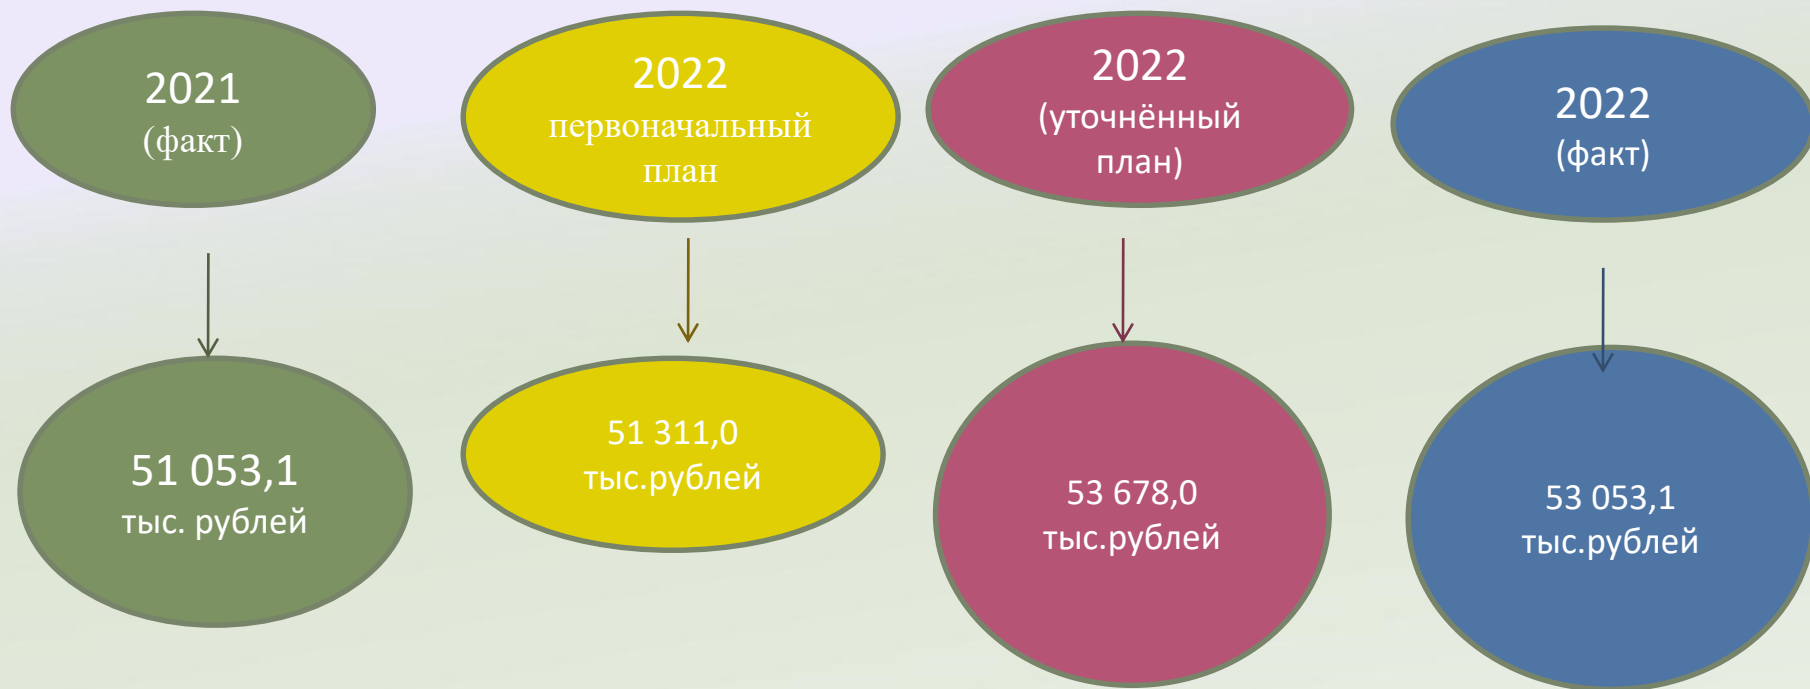 2021
(факт)
2022
первоначальный
план
2022
(уточнённый
план)
2022
(факт)
51 053,1
тыс. рублей
51 311,0
тыс.рублей
53 678,0
тыс.рублей
53 053,1
тыс.рублей